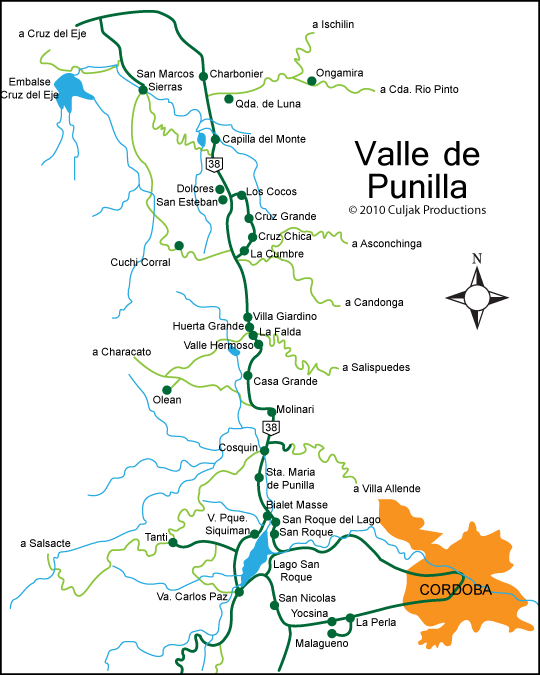 a Ischilin
a Cruz del Eje
San Marcos
Sierras
Charbonier
Ongamira
Embalse
Cruz del Eje
a Cda. Rio Pinto
Qda. de Luna
Capilla del Monte
Valle de
Punilla
© 2010 Culjak Productions
38
Dolores
Los Cocos
San Esteban
Cruz Grande
Cruz Chica
a Asconchinga
La Cumbre
Cuchi Corral
N
a Candonga
Villa Giardino
Huerta Grande
La Falda
Valle Hermoso
a Characato
a Salispuedes
Casa Grande
Olean
Molinari
38
Cosquin
Sta. Maria
de Punilla
a Villa Allende
Bialet Masse
V. Pque.
Siquiman
San Roque del Lago
San Roque
Tanti
a Salsacte
Lago San
Roque
CORDOBA
Va. Carlos Paz
San Nicolas
Yocsina
La Perla
Malagueno